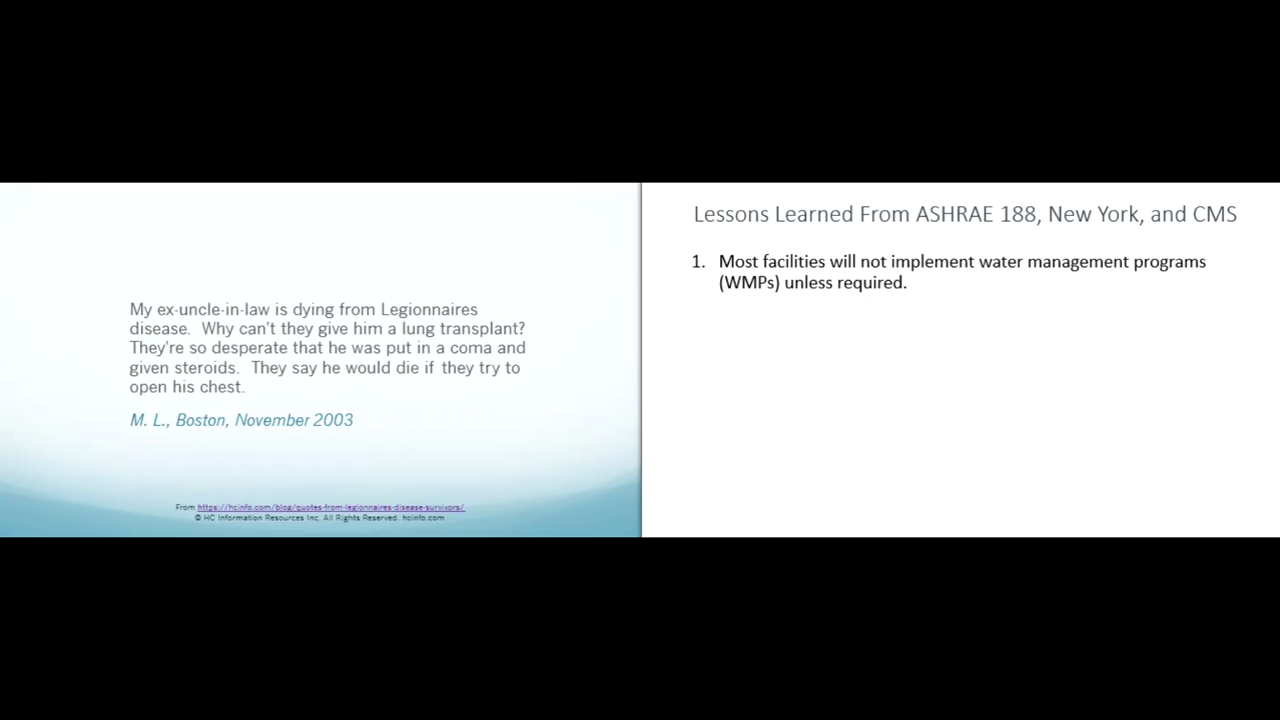 My ex-uncle-in-law is dying from Legionnaires
disease.  Why can't they give him a lung transplant?
They're so desperate that he was put in a coma and
given steroids.  They say he would die if they try to
open his chest.
M. L., Boston, November 2003
From https://hcinfo.com/blog/quotes-from-legionnaires-disease-survivors/
© HC Information Resources Inc. All Rights Reserved. hcinfo.com
Lessons Learned From ASHRAE 188, New York, and CMS
1. Most facilities will not implement water management programs
(WMPs) unless required.